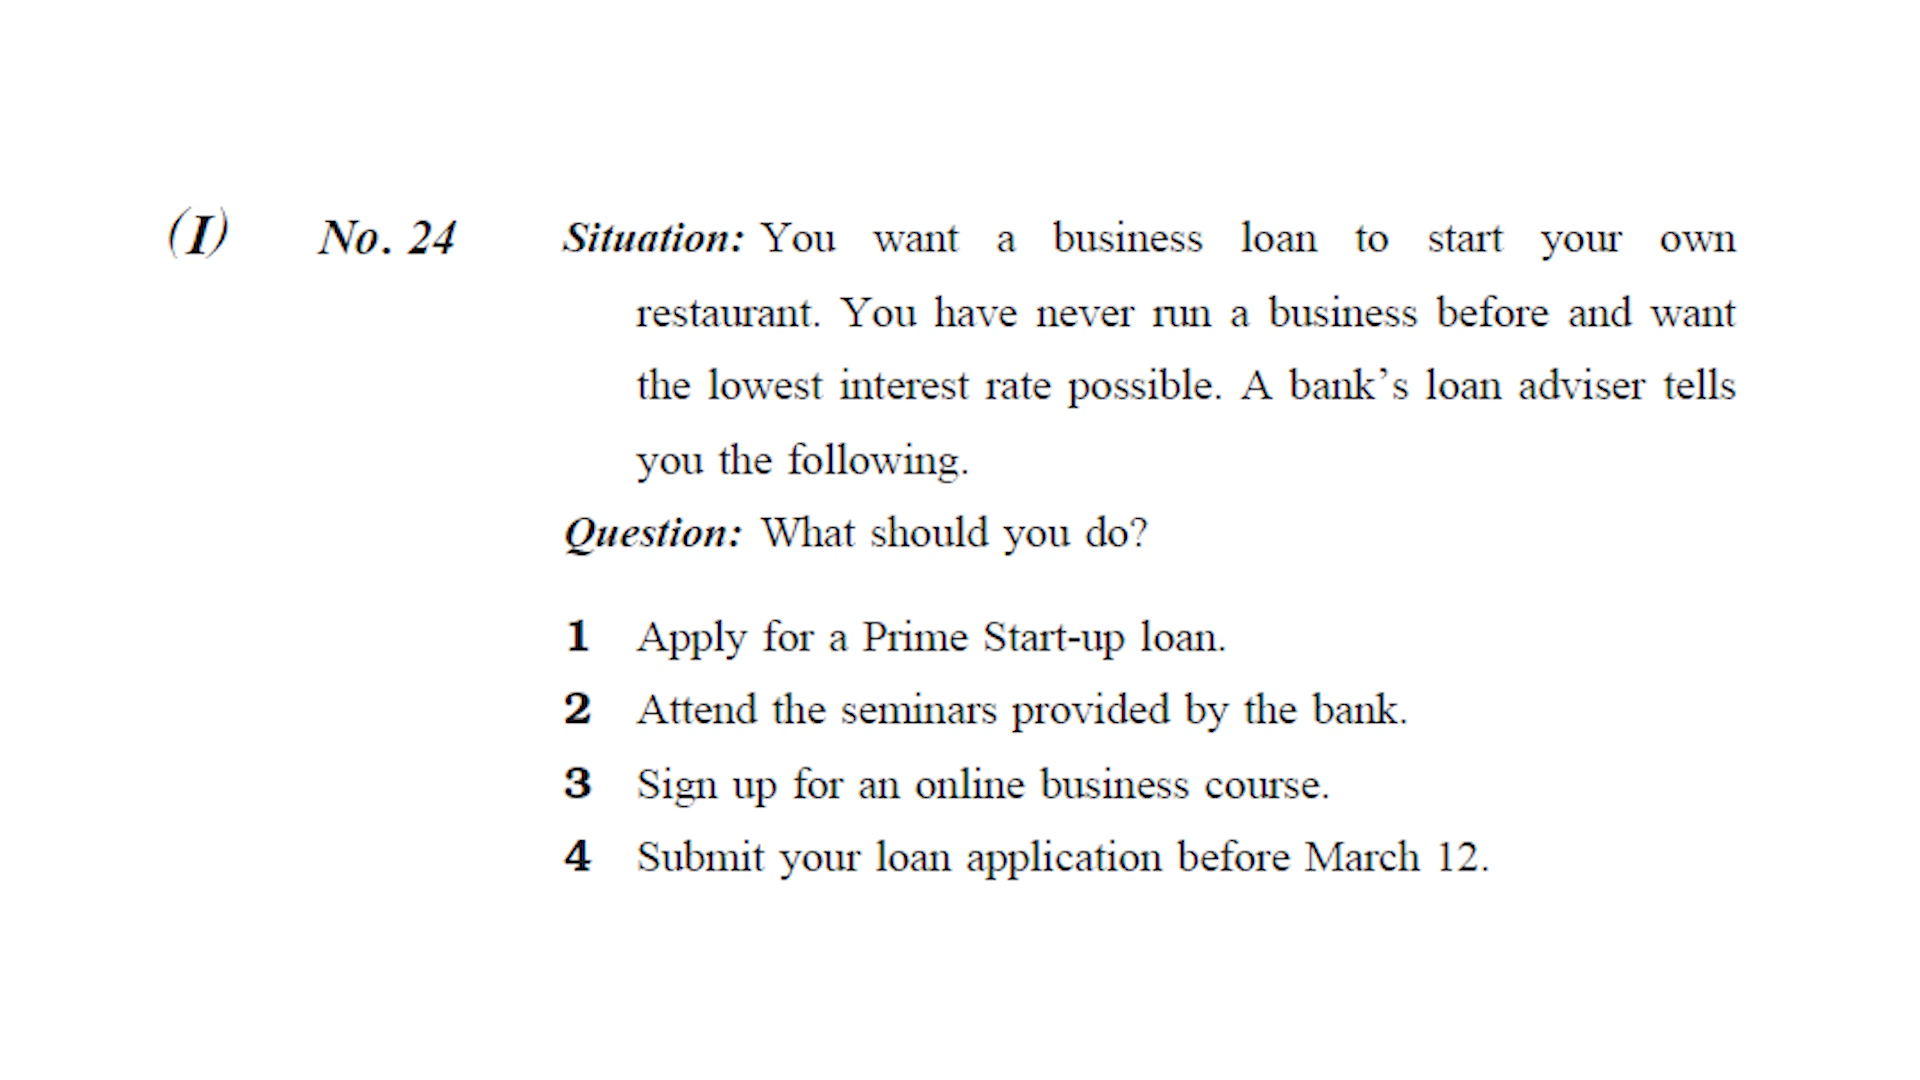 (I) No. 24 Situation: You want a business loan to start your own
restaurant. You have never run a business before and want
the lowest interest rate possible. A bank’s loan adviser tells
you the following.
Question: What should you do?
1 Apply for a Prime Start-up loan.
2 Attend the seminars provided by the bank.
3 Sign up for an online business course.
4 Submit your loan application before March 12.